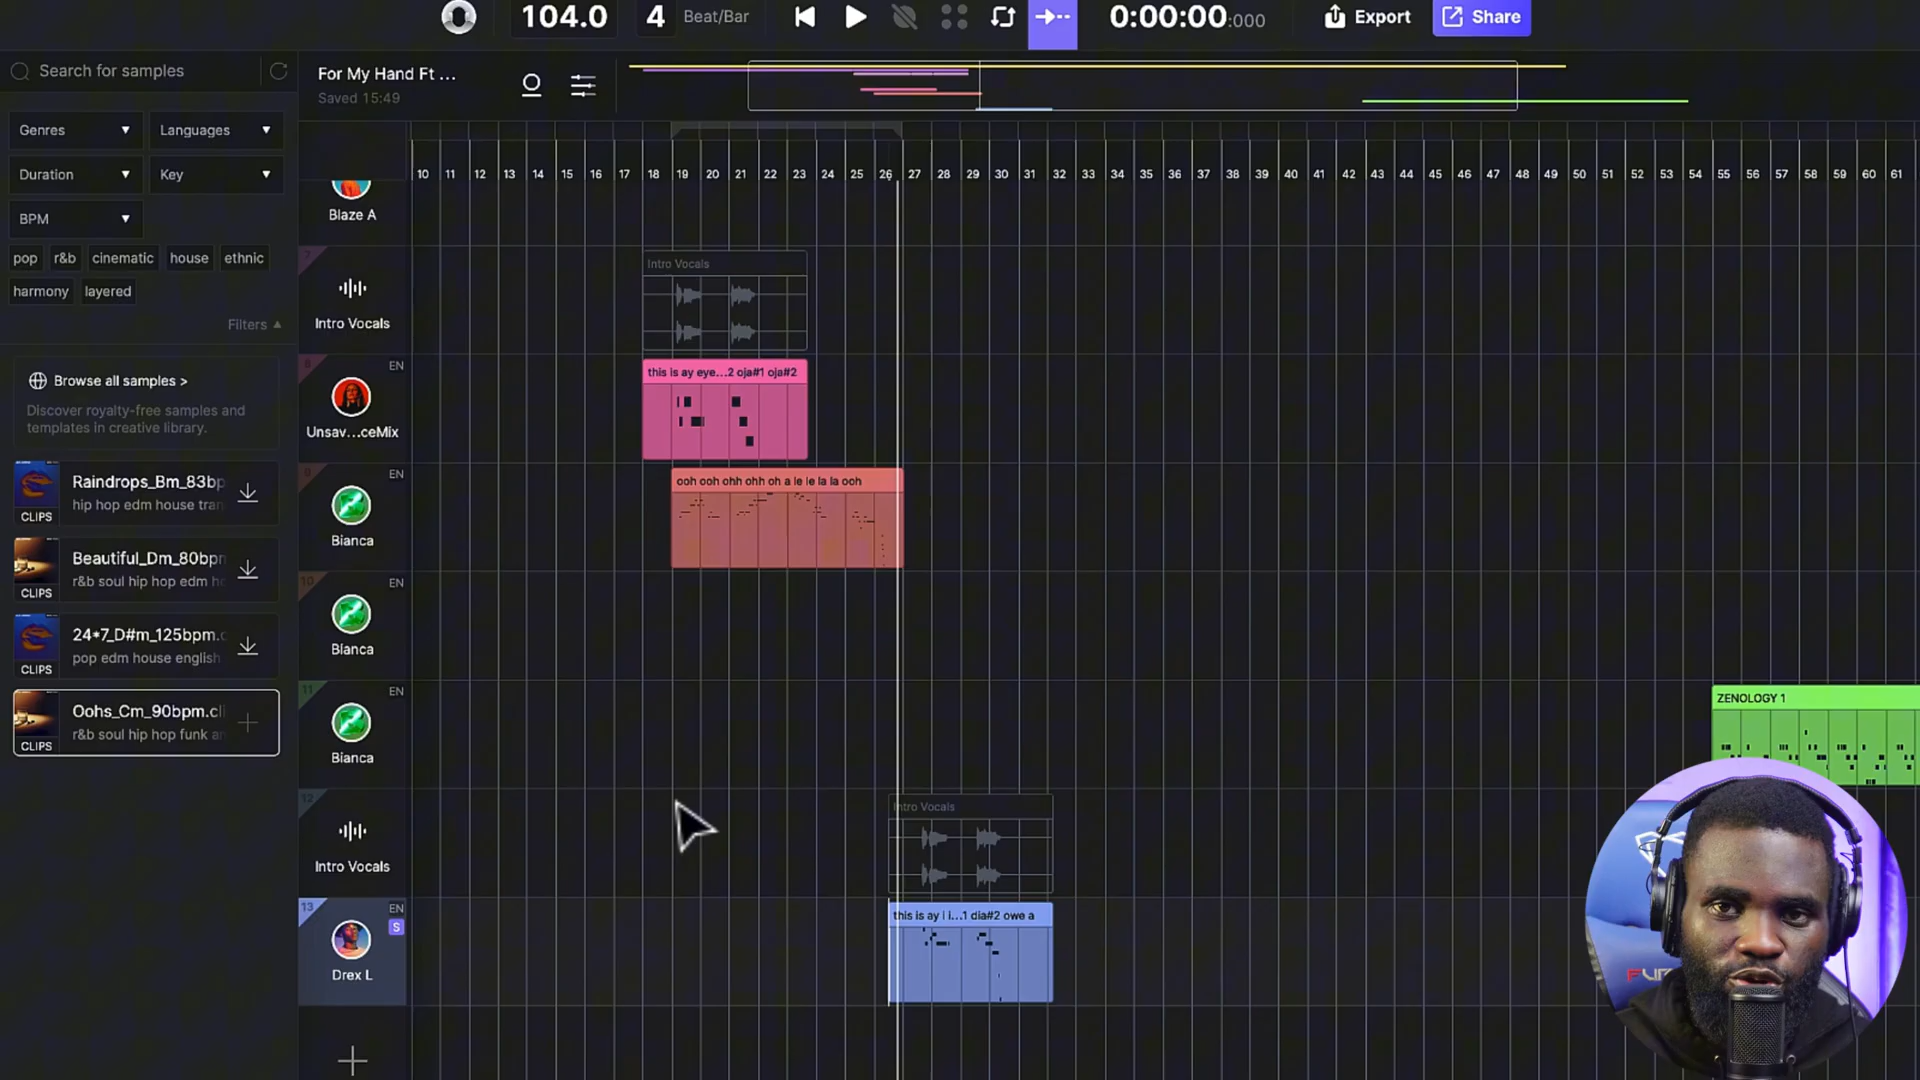 104.0
4 Beat/Bar
0:00:00:000
Export
Share
Search for samples
For My Hand Ft ...
Saved 15:49
Genres
Languages
Duration
Key
BPM
pop
r&b
cinematic
house
ethnic
harmony
layered
Filters
Browse all samples >
Discover royalty-free samples and
templates in creative library.
Raindrops_Bm_83bp
hip hop edm house tran
CLIPS
Beautiful_Dm_80bpm
r&b soul hip hop edm h
CLIPS
24*7_D#m_125bpm.c
pop edm house english
CLIPS
Oohs_Cm_90bpm.cl
r&b soul hip hop funk a
CLIPS
10 11 12 13 14 15 16 17 18 19 20 21 22 23 24 25 26 27 28 29 30 31 32 33 34 35 36 37 38 39 40 41 42 43 44 45 46 47 48 49 50 51 52 53 54 55 56 57 58 59 60 61
Blaze A
7
Intro Vocals
Intro Vocals
8
EN
Unsav...ceMix
this is ay eye...2 oja#1 oja#2
9
EN
Bianca
ooh ooh ohh ohh oh a le le la la ooh
10
EN
Bianca
11
EN
Bianca
ZENOLOGY 1
12
Intro Vocals
Intro Vocals
13
EN
S
Drex L
this is ay i i...1 dia#2 owe a